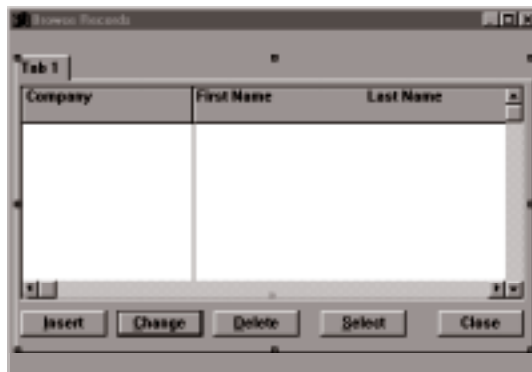 Browse Records
Tab 1
Company First Name Last Name
Insert Change Delete Select Close